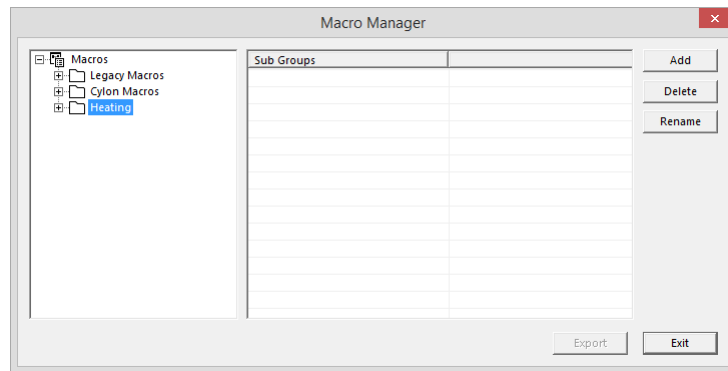 Macro Manager
Macros
Legacy Macros
Cylon Macros
Heating
Sub Groups
Add
Delete
Rename
Export
Exit